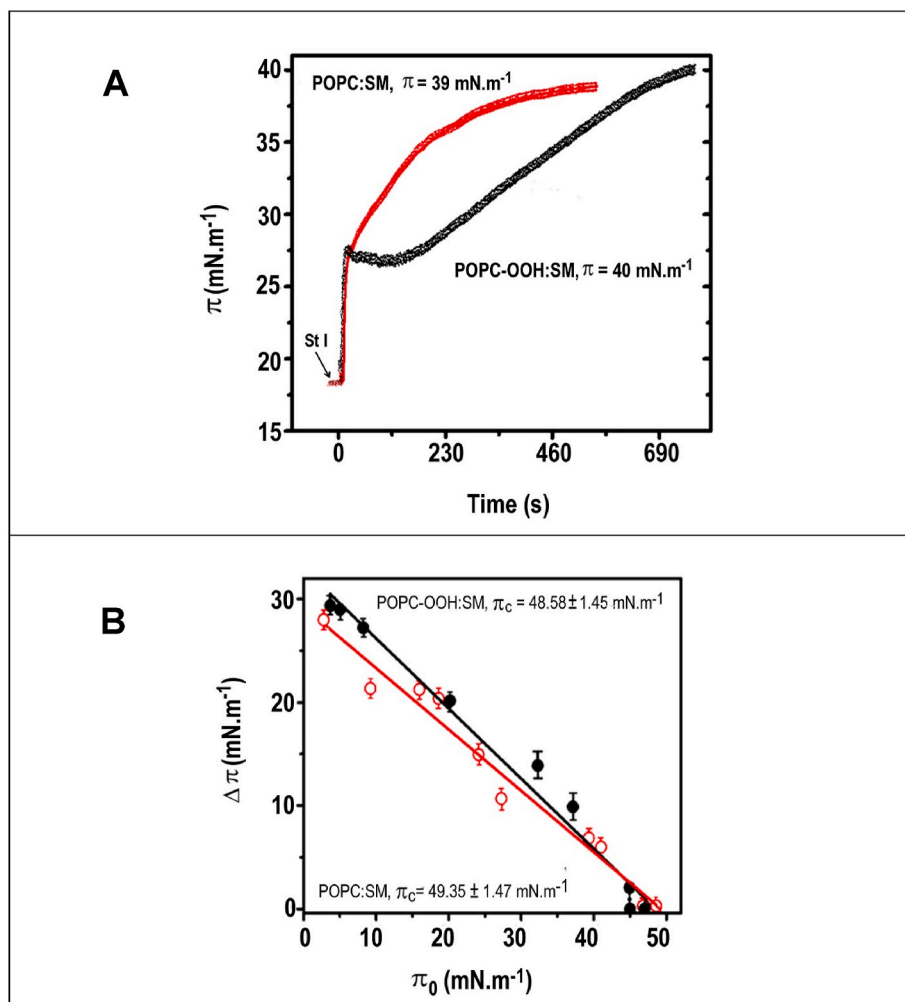 A
40
35
30
25
20
15
π (mN.m⁻¹)
POPC:SM, π = 39 mN.m⁻¹
POPC-OOH:SM, π = 40 mN.m⁻¹
St I
0 230 460 690
Time (s)
B
30
20
10
0
Δπ (mN.m⁻¹)
POPC-OOH:SM, πc = 48.58 ± 1.45 mN.m⁻¹
POPC:SM, πc = 49.35 ± 1.47 mN.m⁻¹
0 10 20 30 40 50
π₀ (mN.m⁻¹)